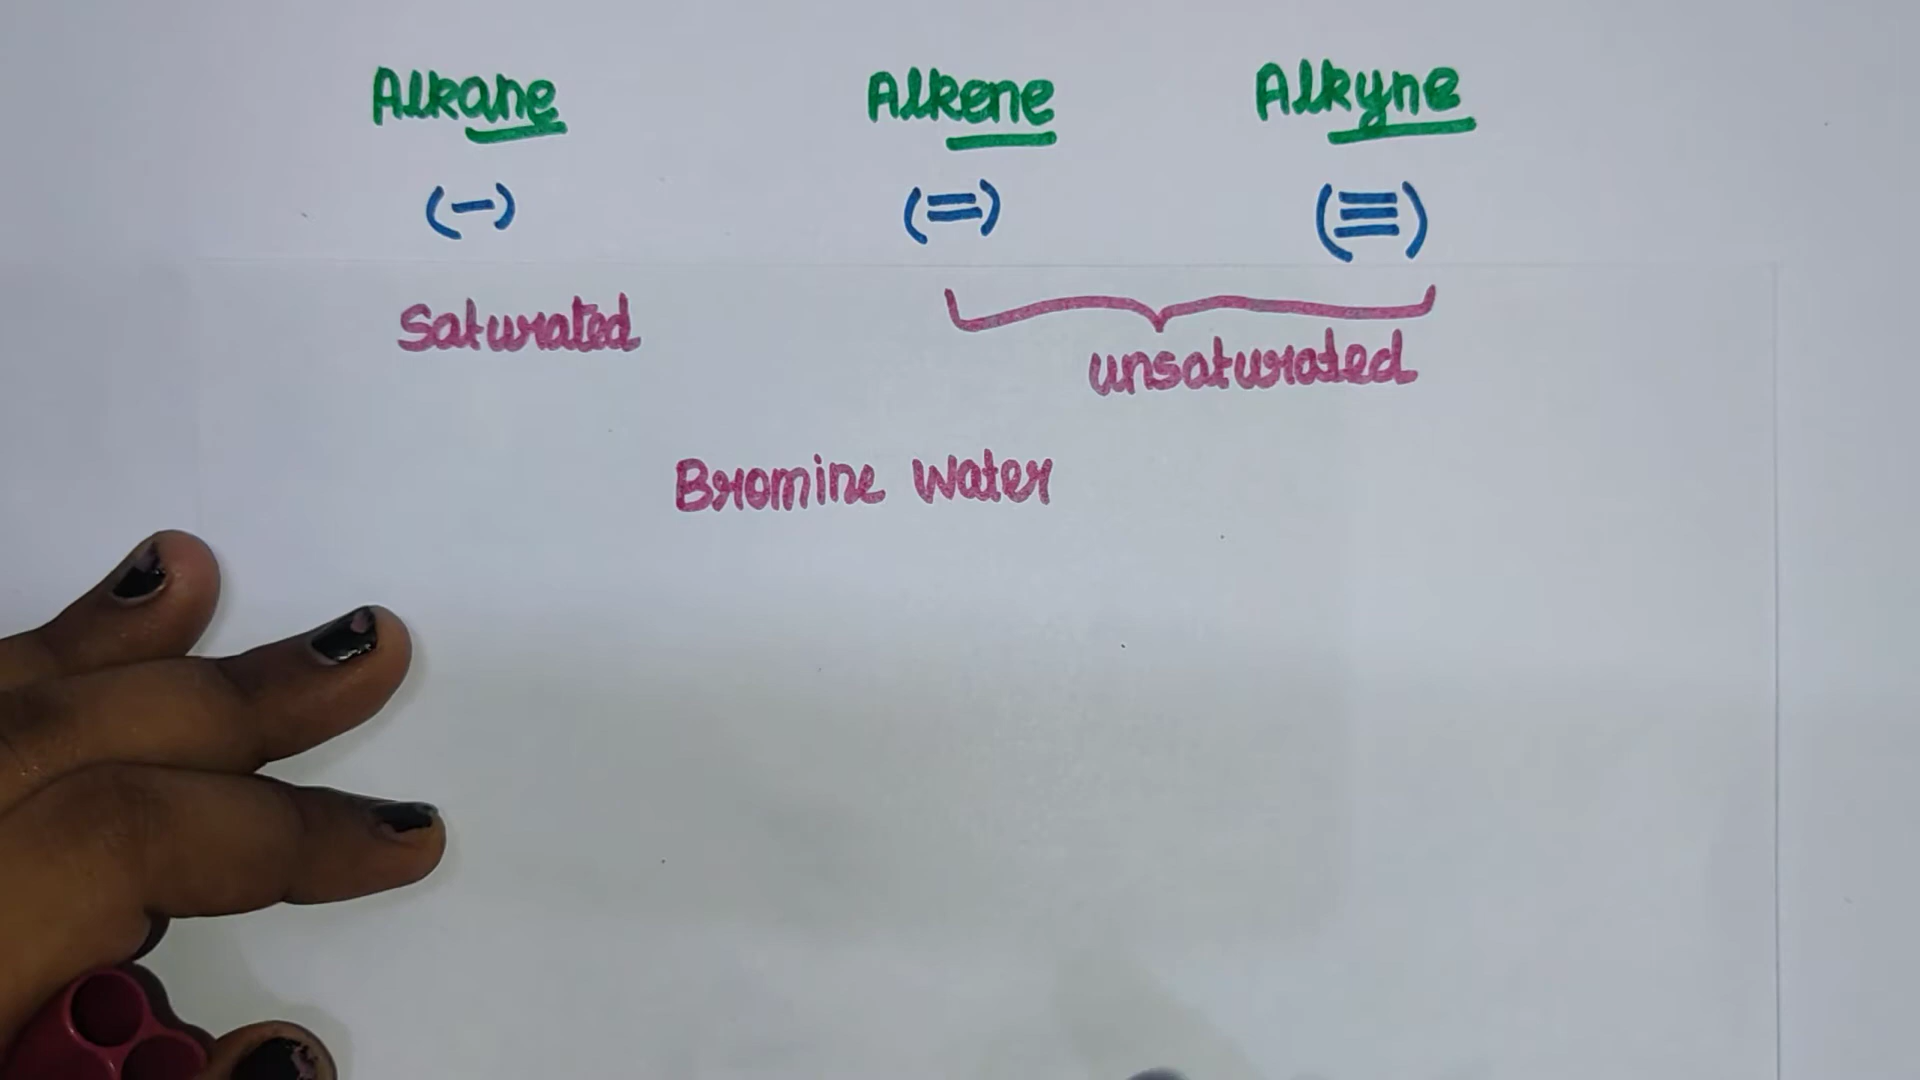 Alkane Alkene Alkyne
(-) (=) (≡)
Saturated
unsaturated
Bromine Water